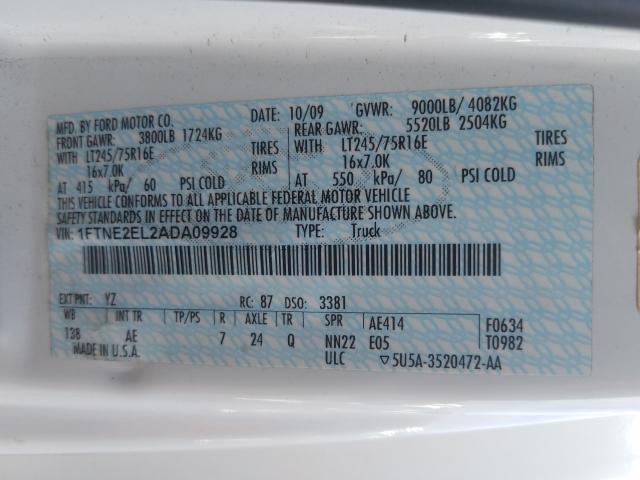 MFD. BY FORD MOTOR CO. DATE: 10/09 GVWR: 9000LB/ 4082KG
FRONT GAWR: 3800LB 1724KG REAR GAWR: 5520LB 2504KG
WITH LT245/75R16E TIRES WITH LT245/75R16E TIRES
16x7.0K RIMS 16x7.0K RIMS
AT 415 kPa/ 60 PSI COLD AT 550 kPa/ 80 PSI COLD
THIS VEHICLE CONFORMS TO ALL APPLICABLE FEDERAL MOTOR VEHICLE
SAFETY STANDARDS IN EFFECT ON THE DATE OF MANUFACTURE SHOWN ABOVE.
VIN: 1FTNE2EL2ADA09928 TYPE: Truck
EXT PNT: YZ RC: 87 DSO: 3381
WB INT TR TP/PS R AXLE TR SPR AE414 F0634
138 AE 7 24 Q NN22 E05 T0982
MADE IN U.S.A. ULC ▽5U5A-3520472-AA